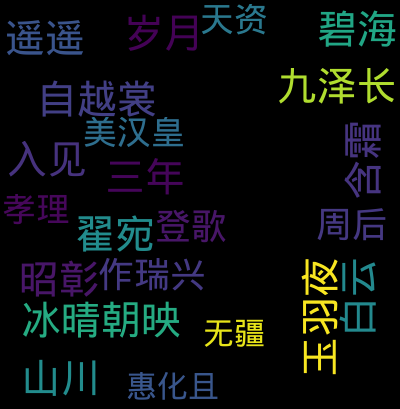 遥遥
岁月
天资
碧海
自越裳
九泽长
美汉皇
含霜
入见
三年
孝理
翟宛
登歌
周后
昭彰
作瑞兴
玉羽夜
白云
冰晴朝映
无疆
山川
惠化且